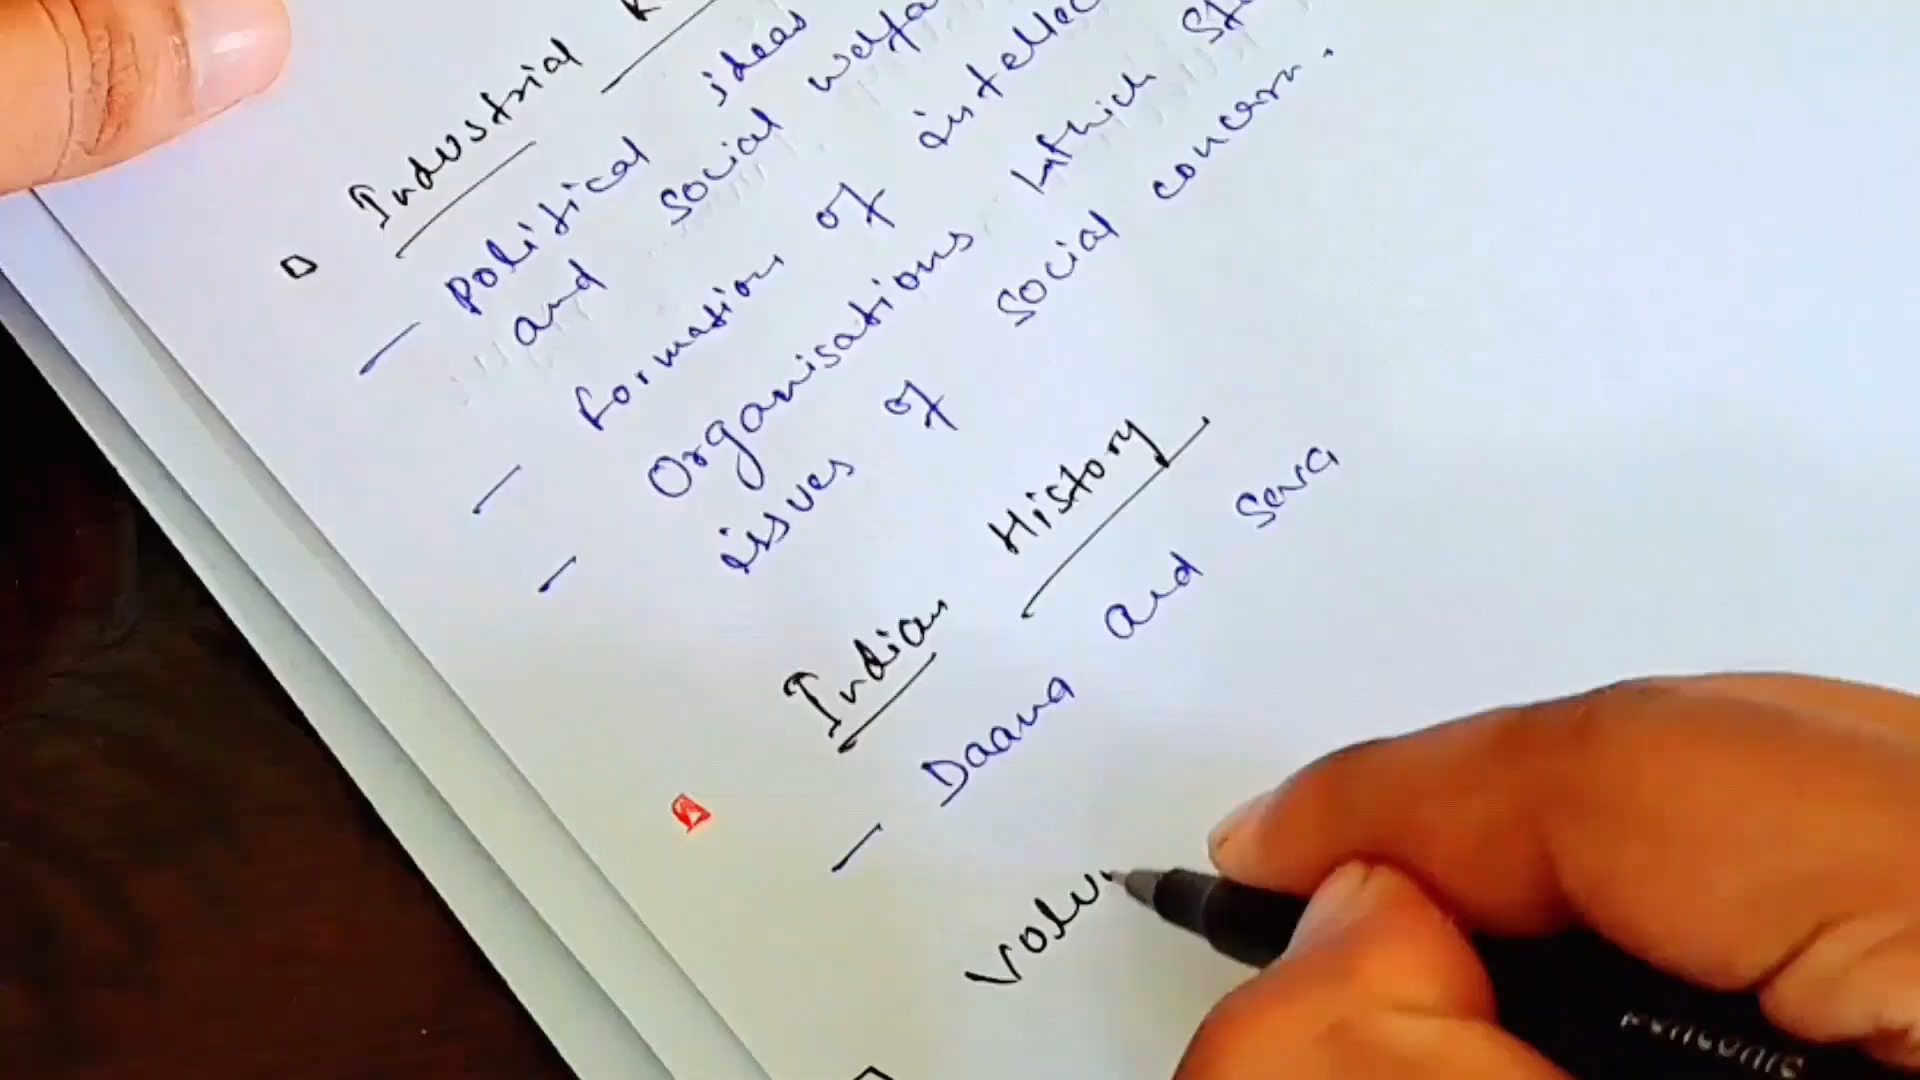 Industrial
Political ideas
and social welfa
Formation of intellec
Organisations which St
issues of social concern.
Indian History
Daana and Seva
Volu